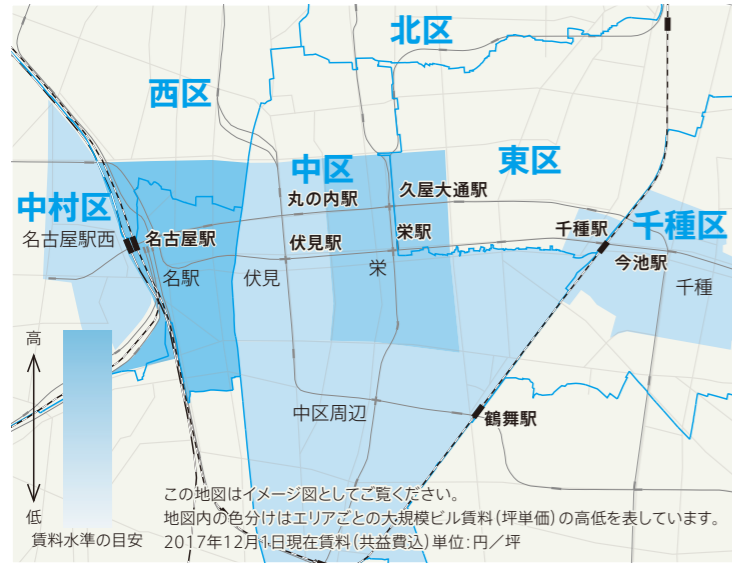 北区
西区
中区
東区
久屋大通駅
丸の内駅
中村区
千種区
名古屋駅西
名古屋駅
伏見駅
栄駅
千種駅
今池駅
名駅
伏見
栄
千種
高
中区周辺
鶴舞駅
この地図はイメージ図としてご覧ください。
低
地図内の色分けはエリアごとの大規模ビル賃料(坪単価)の高低を表しています。
賃料水準の目安
2017年12月1日現在賃料(共益費込)単位:円/坪